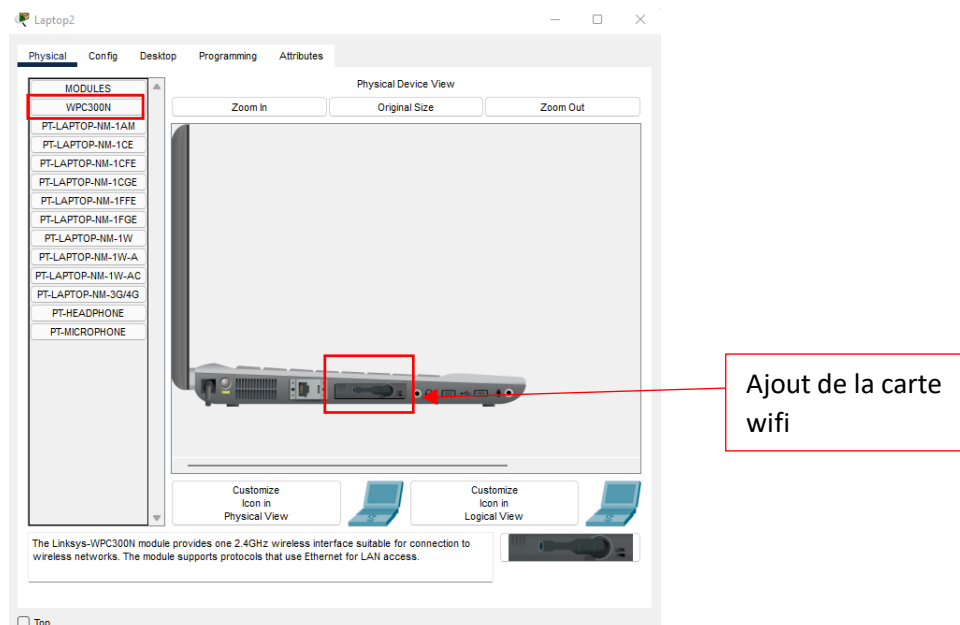 Laptop2
Physical Config Desktop Programming Attributes
MODULES
WPC300N
PT-LAPTOP-NM-1AM
PT-LAPTOP-NM-1CE
PT-LAPTOP-NM-1CFE
PT-LAPTOP-NM-1CGE
PT-LAPTOP-NM-1FFE
PT-LAPTOP-NM-1FGE
PT-LAPTOP-NM-1W
PT-LAPTOP-NM-1W-A
PT-LAPTOP-NM-1W-AC
PT-LAPTOP-NM-3G/4G
PT-HEADPHONE
PT-MICROPHONE
Physical Device View
Zoom In Original Size Zoom Out
Ajout de la carte
wifi
Customize
Icon in
Physical View
Customize
Icon in
Logical View
The Linksys-WPC300N module provides one 2.4GHz wireless interface suitable for connection to
wireless networks. The module supports protocols that use Ethernet for LAN access.
Top